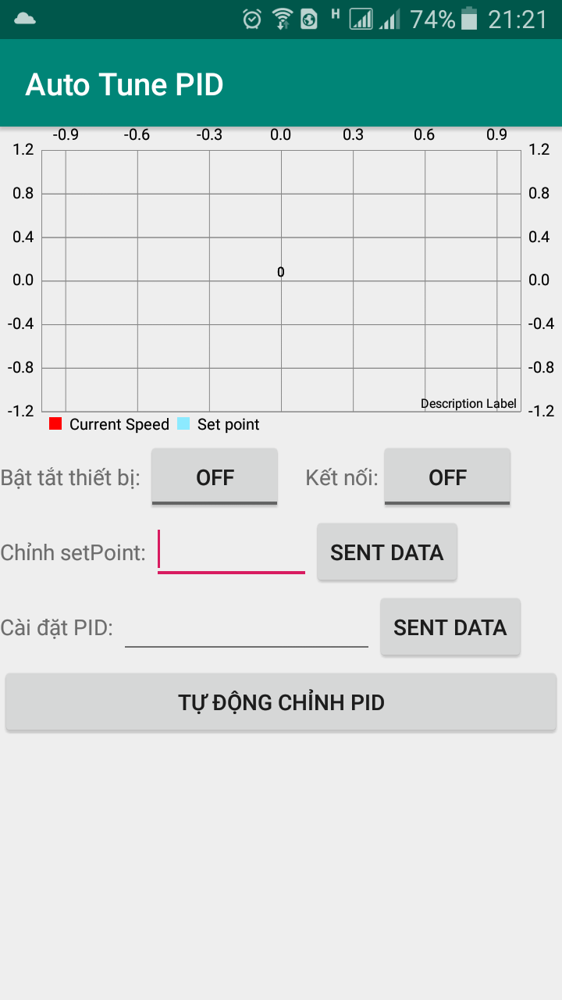 H 74% 21:21
Auto Tune PID
-0.9 -0.6 -0.3 0.0 0.3 0.6 0.9
1.2 1.2
0.8 0.8
0.4 0.4
0
0.0 0.0
-0.4 -0.4
-0.8 -0.8
Description Label
-1.2 -1.2
Current Speed Set point
Bật tắt thiết bị: OFF Kết nối: OFF
Chỉnh setPoint: SENT DATA
Cài đặt PID: SENT DATA
TỰ ĐỘNG CHỈNH PID